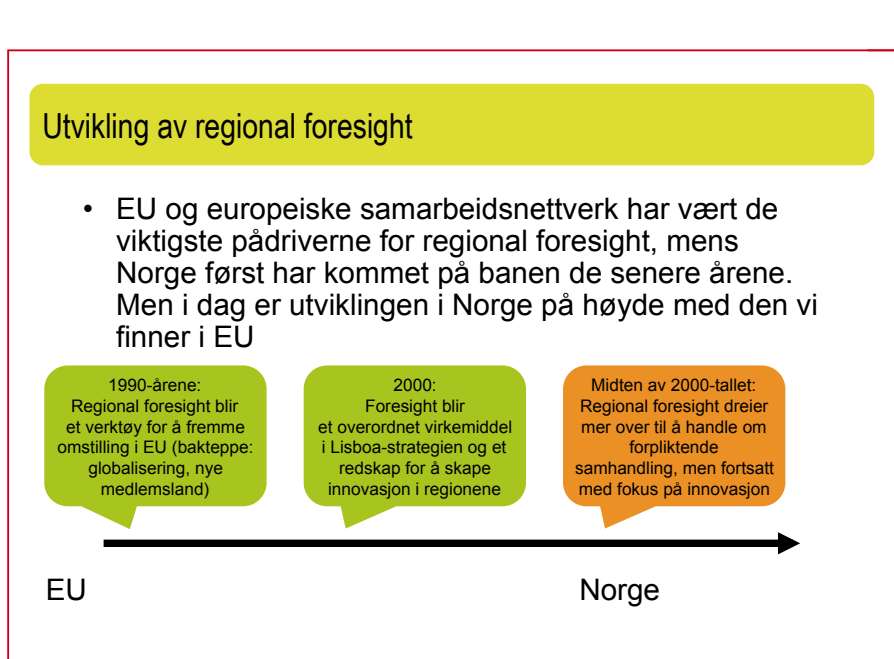 Utvikling av regional foresight
• EU og europeiske samarbeidsnettverk har vært de
viktigste pådriverne for regional foresight, mens
Norge først har kommet på banen de senere årene.
Men i dag er utviklingen i Norge på høyde med den vi
finner i EU
1990-årene:
Regional foresight blir
et verktøy for å fremme
omstilling i EU (bakteppe:
globalisering, nye
medlemsland)
2000:
Foresight blir
et overordnet virkemiddel
i Lisboa-strategien og et
redskap for å skape
innovasjon i regionene
Midten av 2000-tallet:
Regional foresight dreier
mer over til å handle om
forpliktende
samhandling, men fortsatt
med fokus på innovasjon
EU
Norge